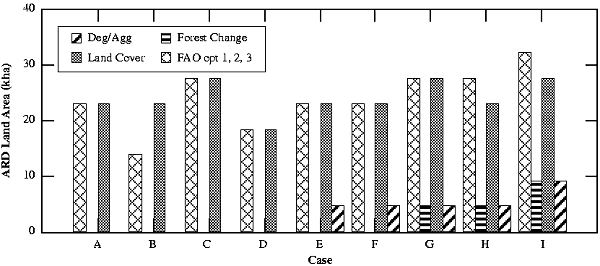 40
30
20
10
0
ARD Land Area (kha)
Deg/Agg
Forest Change
Land Cover
FAO opt 1, 2, 3
A B C D E F G H I
Case